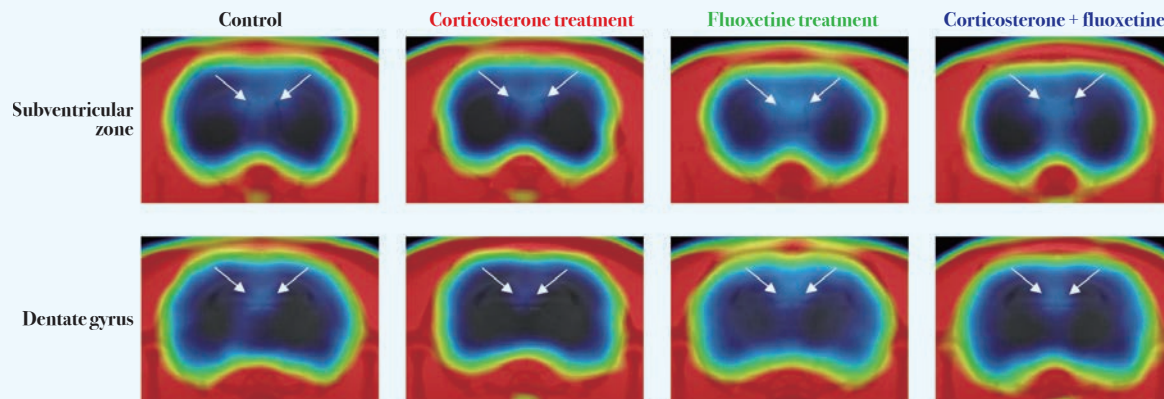 Control
Corticosterone treatment
Fluoxetine treatment
Corticosterone + fluoxetine
Subventricular
zone
Dentate gyrus